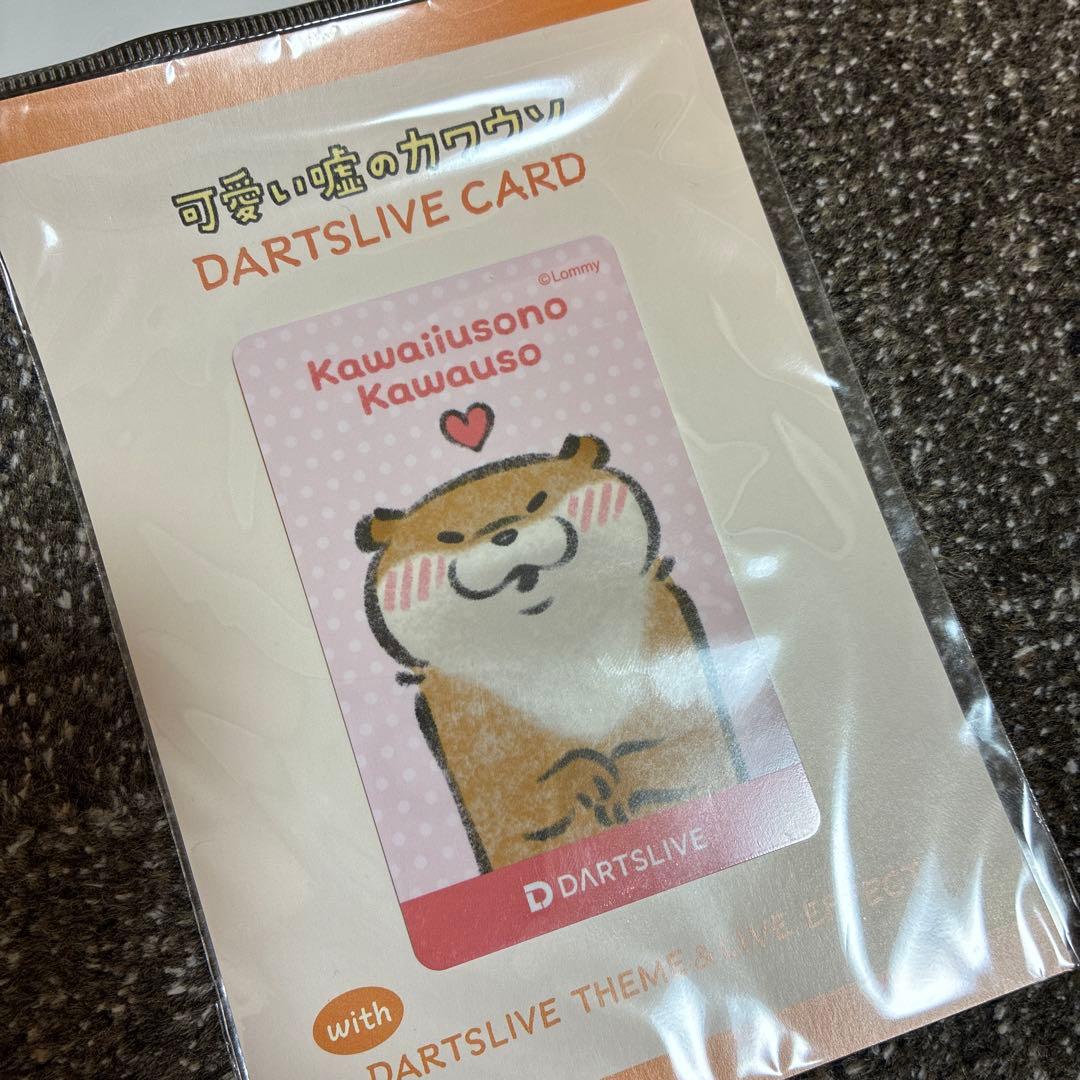 可愛い嘘のカワウソ
DARTSLIVE CARD
©Lommy
Kawaiiusono
Kawauso
DARTSLIVE
with
DARTSLIVE THEME & LIVE EFFECT